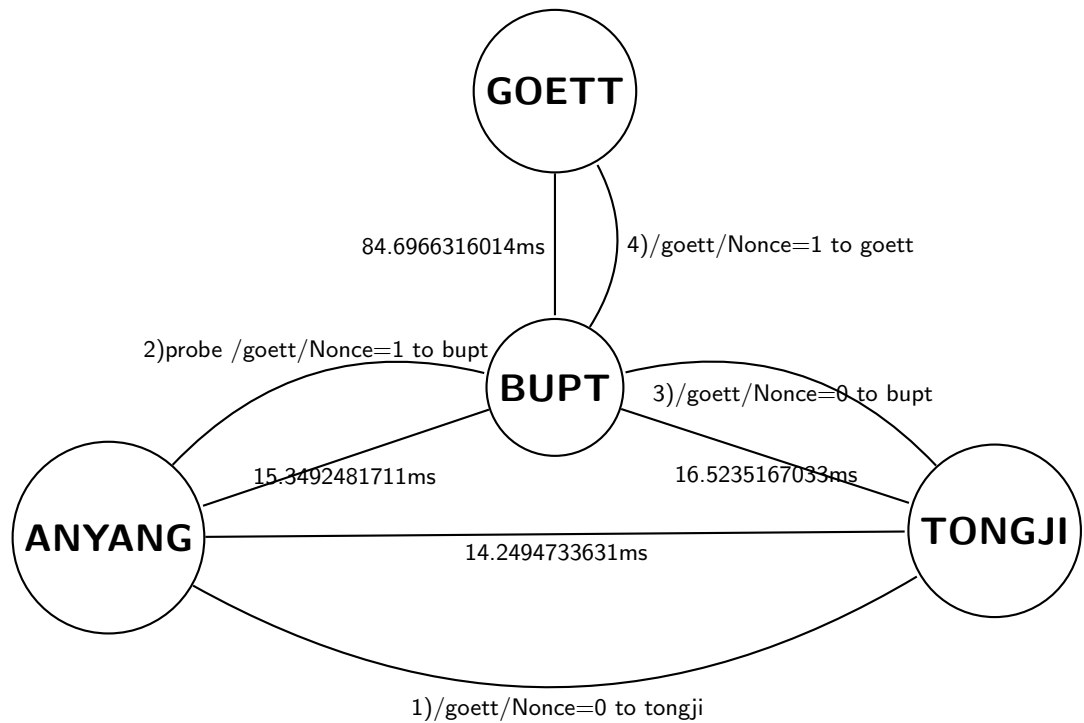 GOETT
84.6966316014ms
4)/goett/Nonce=1 to goett
2)probe /goett/Nonce=1 to bupt
BUPT
3)/goett/Nonce=0 to bupt
15.3492481711ms
16.5235167033ms
ANYANG
TONGJI
14.2494733631ms
1)/goett/Nonce=0 to tongji